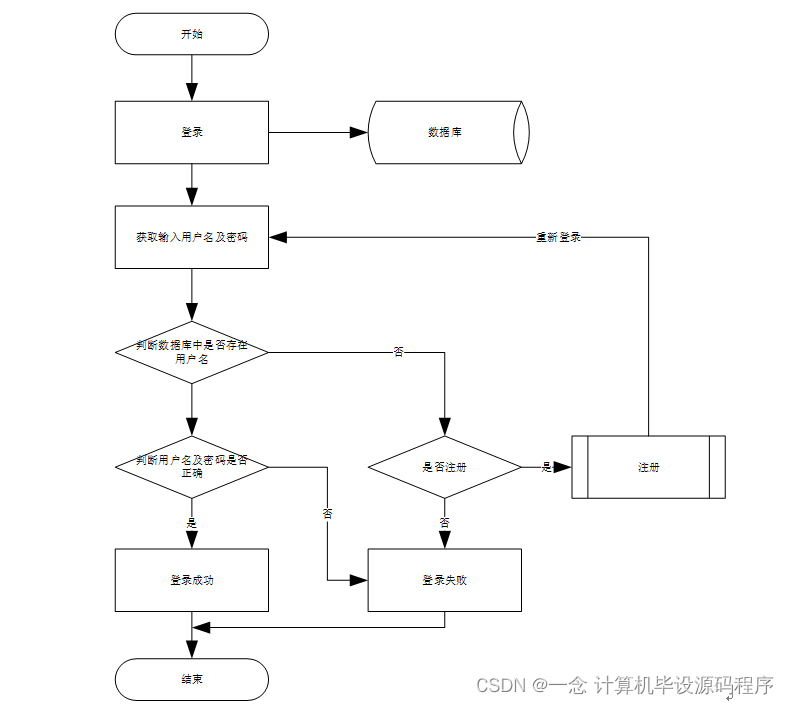 开始
登录
数据库
获取输入用户名及密码
重新登录
判断数据库中是否存在
用户名
否
判断用户名及密码是否
正确
是否注册
是
注册
否
是
否
登录成功
登录失败
结束
CSDN @一念 计算机毕设源码程序